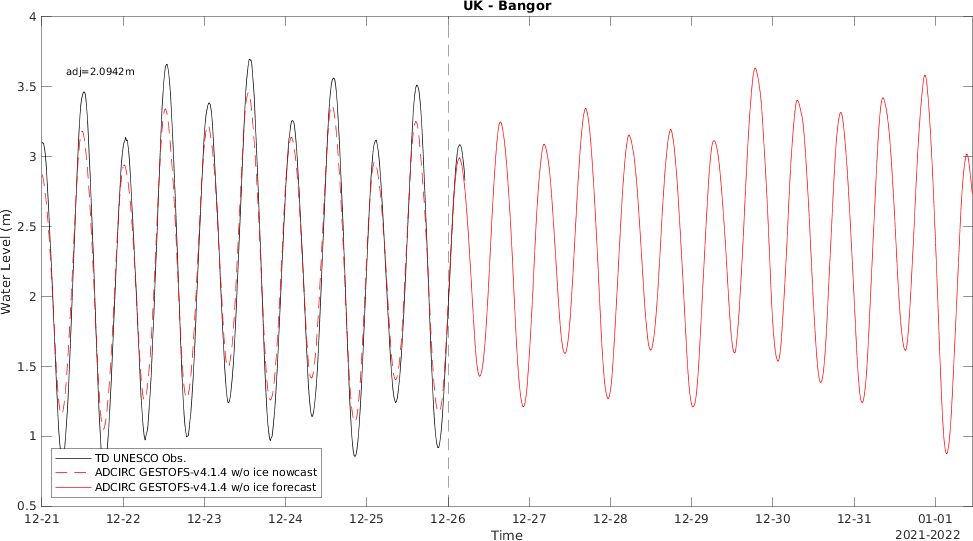 UK - Bangor
4
3.5
3
2.5
2
1.5
1
0.5
Water Level (m)
adj=2.0942m
TD UNESCO Obs.
ADCIRC GESTOFS-v4.1.4 w/o ice nowcast
ADCIRC GESTOFS-v4.1.4 w/o ice forecast
12-21 12-22 12-23 12-24 12-25 12-26 12-27 12-28 12-29 12-30 12-31 01-01
Time
2021-2022